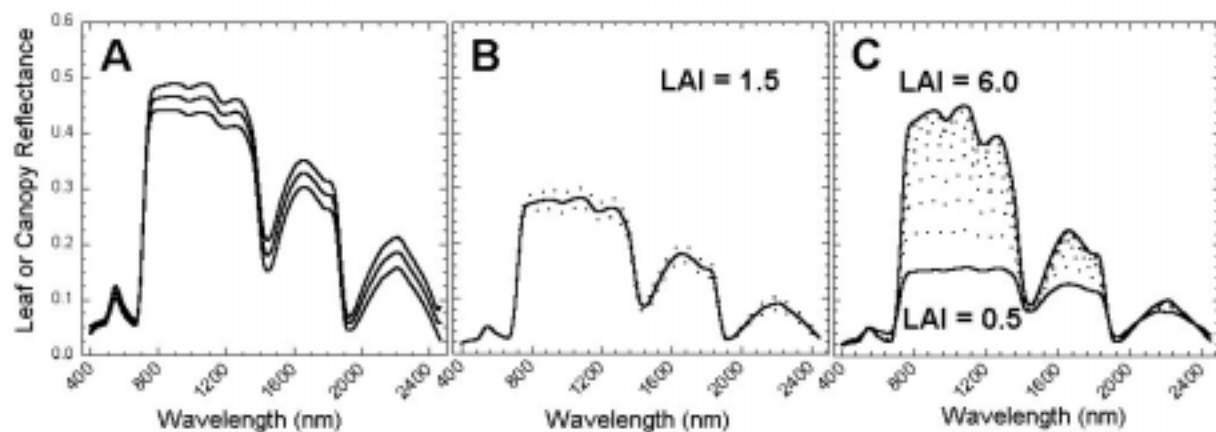 Leaf or Canopy Reflectance
0.6
0.5
0.4
0.3
0.2
0.1
0.0
A
400
800
1200
1600
2000
2400
Wavelength (nm)
B
LAI = 1.5
400
800
1200
1600
2000
2400
Wavelength (nm)
C
LAI = 6.0
LAI = 0.5
400
800
1200
1600
2000
2400
Wavelength (nm)